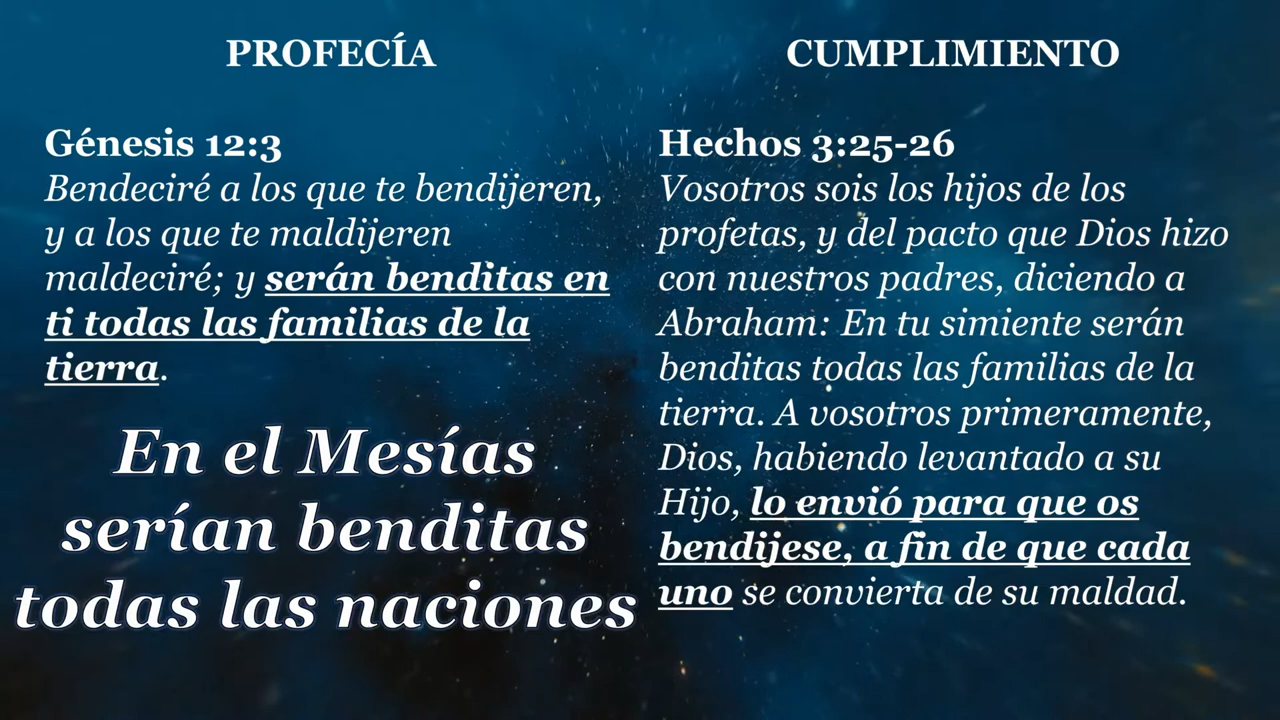 PROFECÍA
Génesis 12:3
Bendeciré a los que te bendijeren,
y a los que te maldijeren
maldeciré; y serán benditas en
ti todas las familias de la
tierra.
En el Mesías
serían benditas
todas las naciones
CUMPLIMIENTO
Hechos 3:25-26
Vosotros sois los hijos de los
profetas, y del pacto que Dios hizo
con nuestros padres, diciendo a
Abraham: En tu simiente serán
benditas todas las familias de la
tierra. A vosotros primeramente,
Dios, habiendo levantado a su
Hijo, lo envió para que os
bendijese, a fin de que cada
uno se convierta de su maldad.